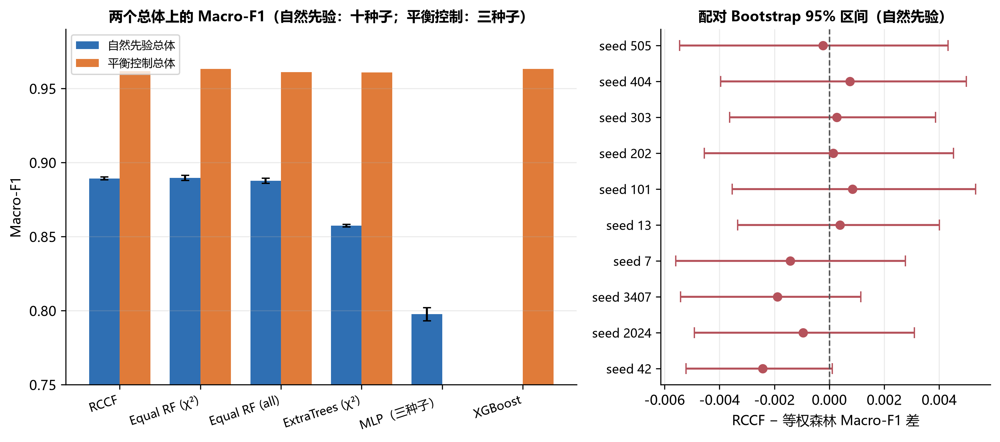 两个总体上的 Macro-F1（自然先验：十种子；平衡控制：三种子）
自然先验总体
平衡控制总体
Macro-F1
0.95
0.90
0.85
0.80
0.75
RCCF
Equal RF (χ²)
Equal RF (all)
ExtraTrees (χ²)
MLP（三种子）
XGBoost
配对 Bootstrap 95% 区间（自然先验）
seed 505
seed 404
seed 303
seed 202
seed 101
seed 13
seed 7
seed 3407
seed 2024
seed 42
-0.006 -0.004 -0.002 0.000 0.002 0.004
RCCF − 等权森林 Macro-F1 差